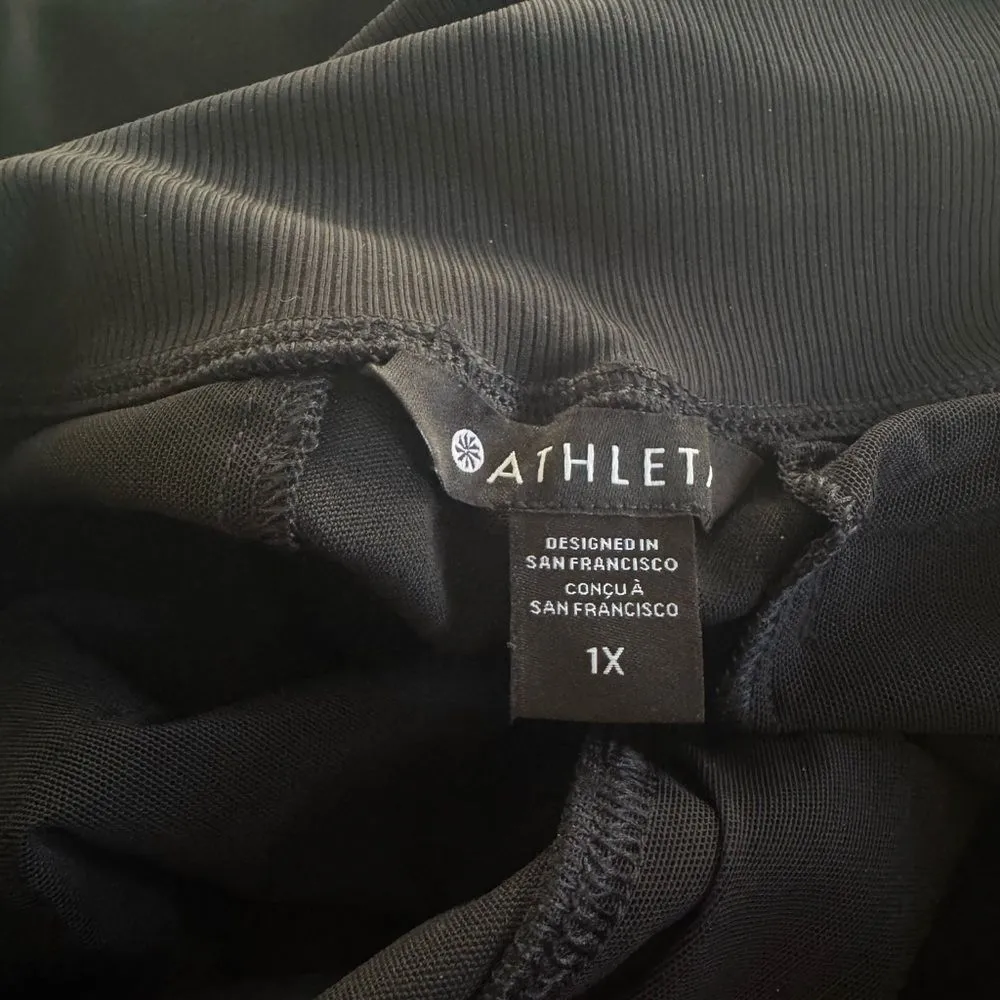 ATHLETA
DESIGNED IN
SAN FRANCISCO
CONÇU À
SAN FRANCISCO
1X